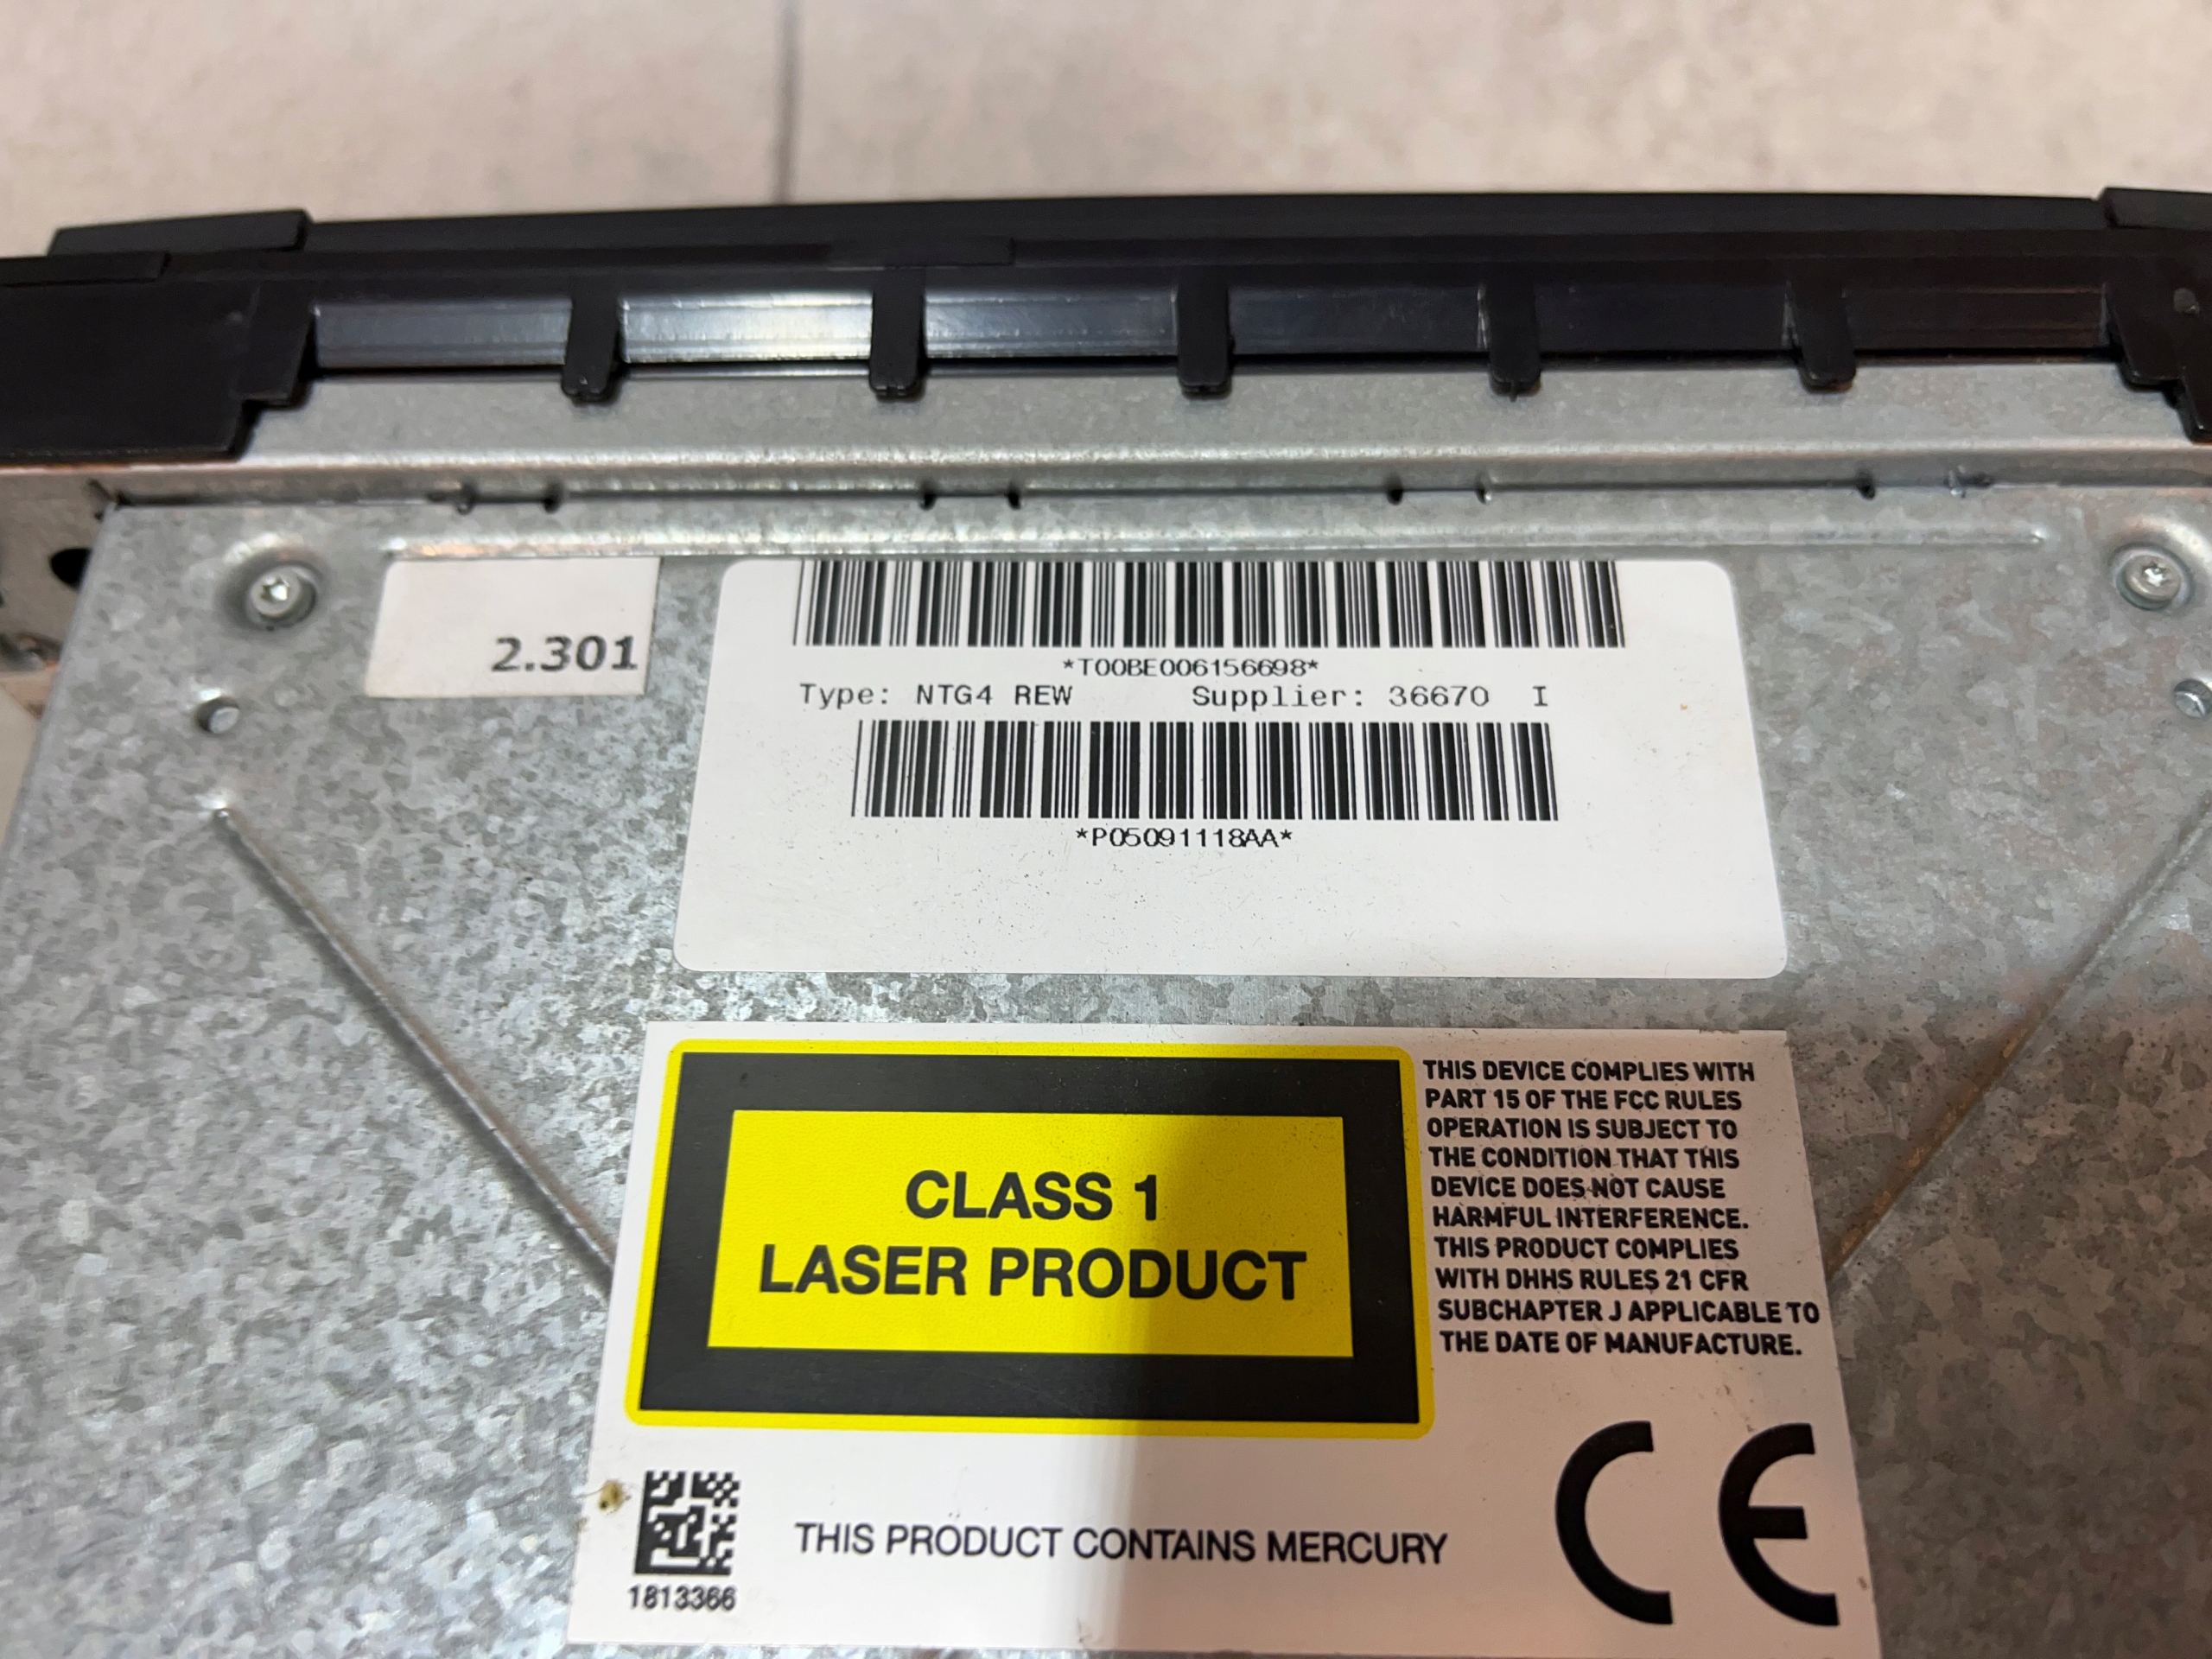 2.301
*T00BE006156698*
Type: NTG4 REW Supplier: 36670 I
*P05091118AA*
CLASS 1
LASER PRODUCT
THIS DEVICE COMPLIES WITH
PART 15 OF THE FCC RULES
OPERATION IS SUBJECT TO
THE CONDITION THAT THIS
DEVICE DOES NOT CAUSE
HARMFUL INTERFERENCE.
THIS PRODUCT COMPLIES
WITH DHHS RULES 21 CFR
SUBCHAPTER J APPLICABLE TO
THE DATE OF MANUFACTURE.
1813366
THIS PRODUCT CONTAINS MERCURY
CE